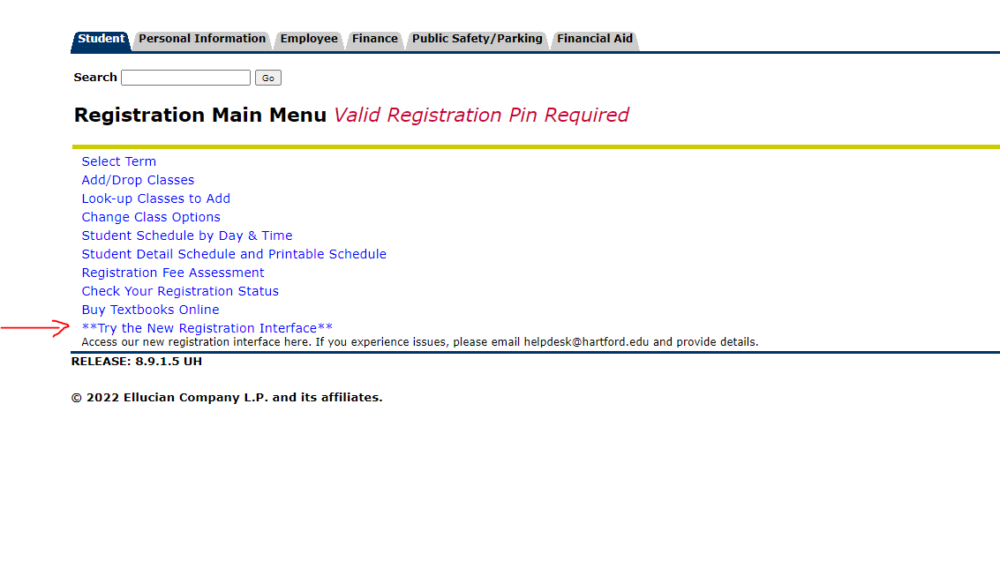 Student Personal Information Employee Finance Public Safety/Parking Financial Aid
Search Go
Registration Main Menu Valid Registration Pin Required
Select Term
Add/Drop Classes
Look-up Classes to Add
Change Class Options
Student Schedule by Day & Time
Student Detail Schedule and Printable Schedule
Registration Fee Assessment
Check Your Registration Status
Buy Textbooks Online
**Try the New Registration Interface**
Access our new registration interface here. If you experience issues, please email helpdesk@hartford.edu and provide details.
RELEASE: 8.9.1.5 UH
© 2022 Ellucian Company L.P. and its affiliates.